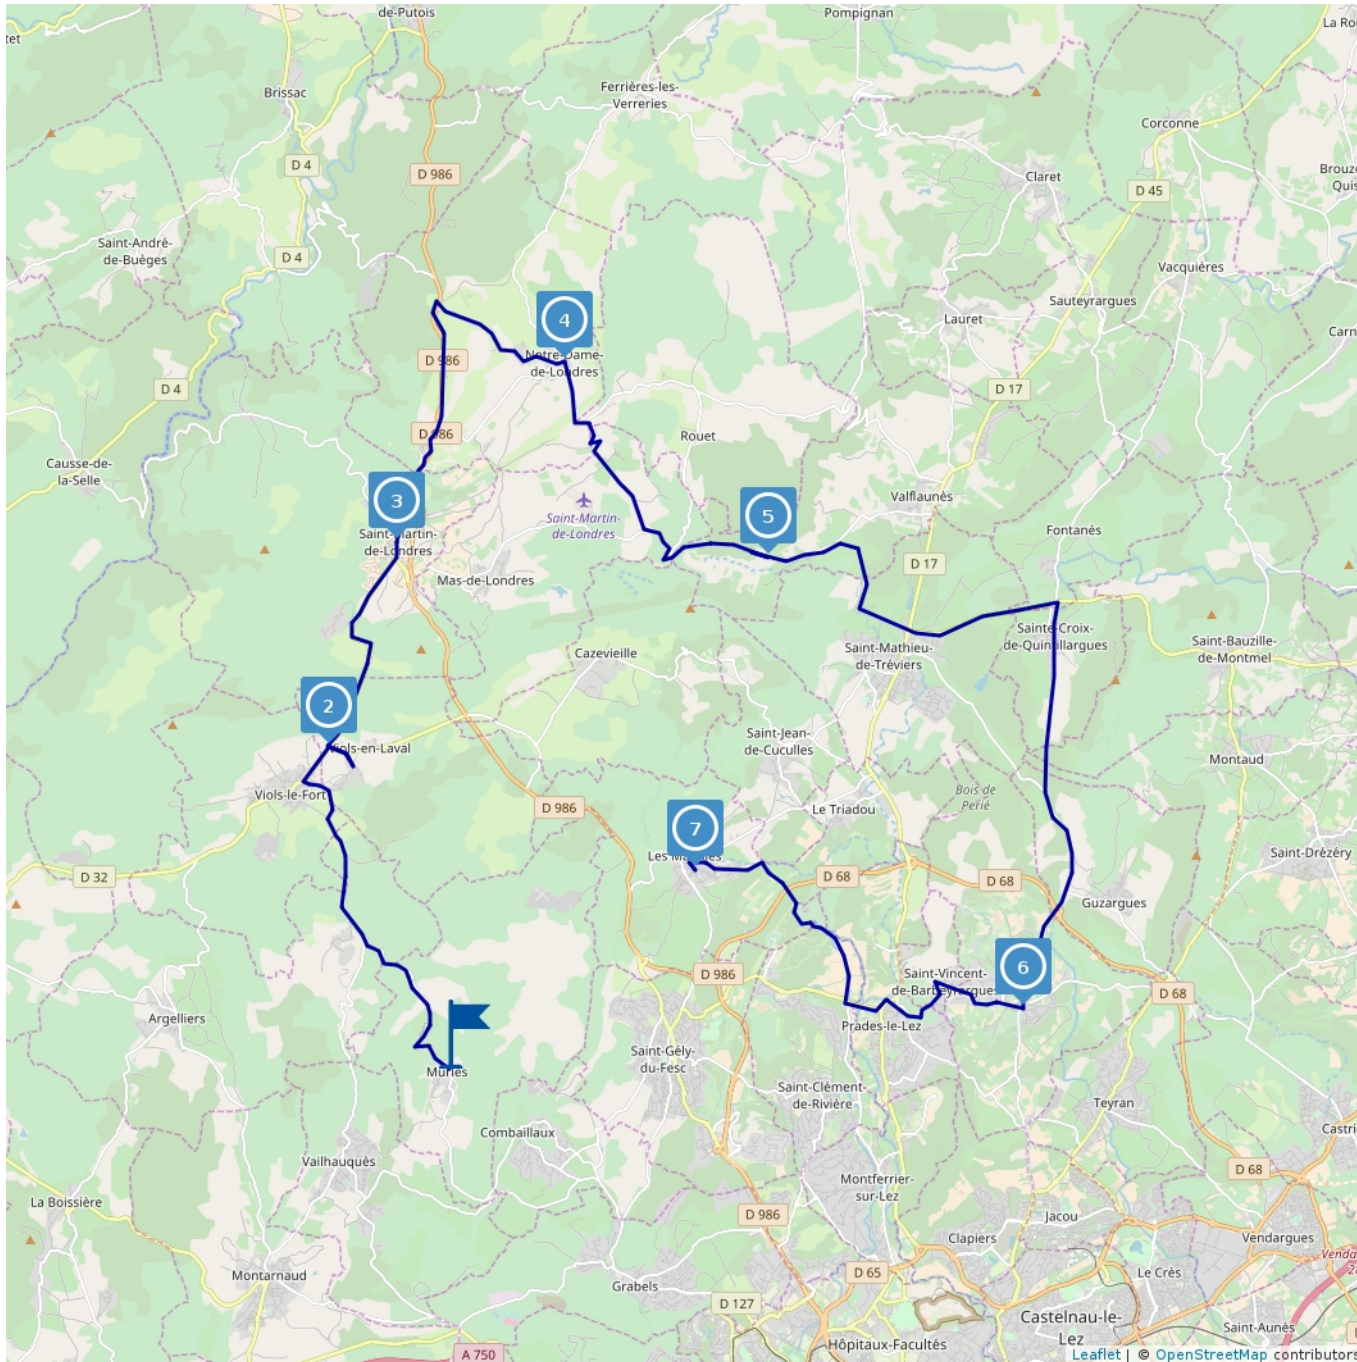 de-Putois
Pompignan
La Ro
tet
Brissac
Ferrières-les-
Verreries
Corconne
D 4
D 986
Claret
D 45
Brouze
Quis
Saint-André-
de-Buèges
D 4
Vacquières
Sauteyrargues
Lauret
Carn
4
Notre-Dame-
de-Londres
D 986
D 4
D 17
D 986
Rouet
Causse-de-
la-Selle
3
Valflaunès
5
Saint-Martin-
de-Londres
Saint-Martin-
de-Londres
Fontanès
D 17
Mas-de-Londres
Sainte-Croix-
de-Quintillargues
Saint-Mathieu-
de-Tréviers
Saint-Bauzille-
de-Montmel
Cazevieille
2
Viols-en-Laval
Saint-Jean-
de-Cuculles
Montaud
Viols-le-Fort
D 986
Bois de
Perié
Le Triadou
7
Les Matelles
Saint-Drézéry
D 32
D 68
D 68
Guzargues
6
D 986
Saint-Vincent-
de-Barbeyrargues
D 68
Argelliers
Prades-le-Lez
Murles
Saint-Gély-
du-Fesc
Saint-Clément-
de-Rivière
Teyran
Combaillaux
Castri
Vailhauquès
D 68
La Boissière
Montferrier-
sur-Lez
D 986
Jacou
Clapiers
Vendargues
Venda
Montarnaud
D 65
Le Crès
Grabels
D 127
Castelnau-le-
Lez
Saint-Aunès
Hôpitaux-Facultés
A 750
Leaflet | © OpenStreetMap contributors